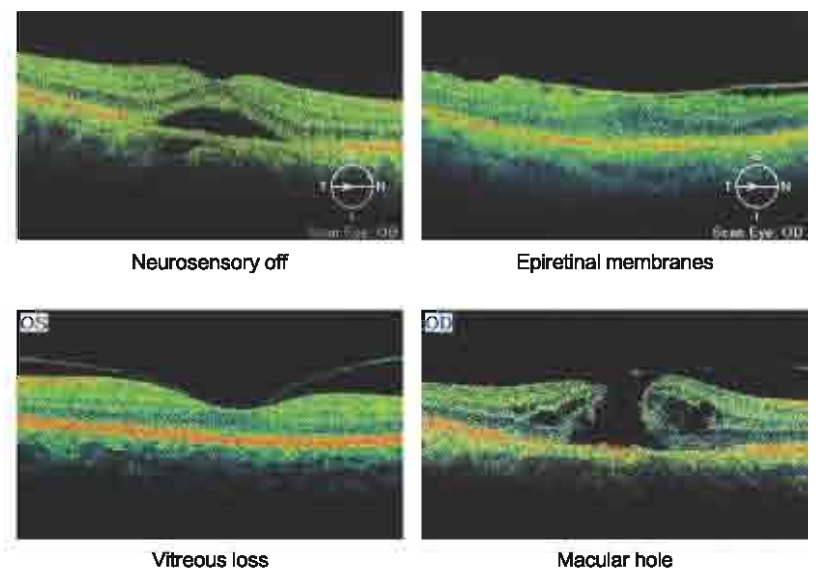 T N
I
Scan Eye: OD
Neurosensory off
T N
I
Scan Eye: OD
Epiretinal membranes
OS
Vitreous loss
OD
Macular hole